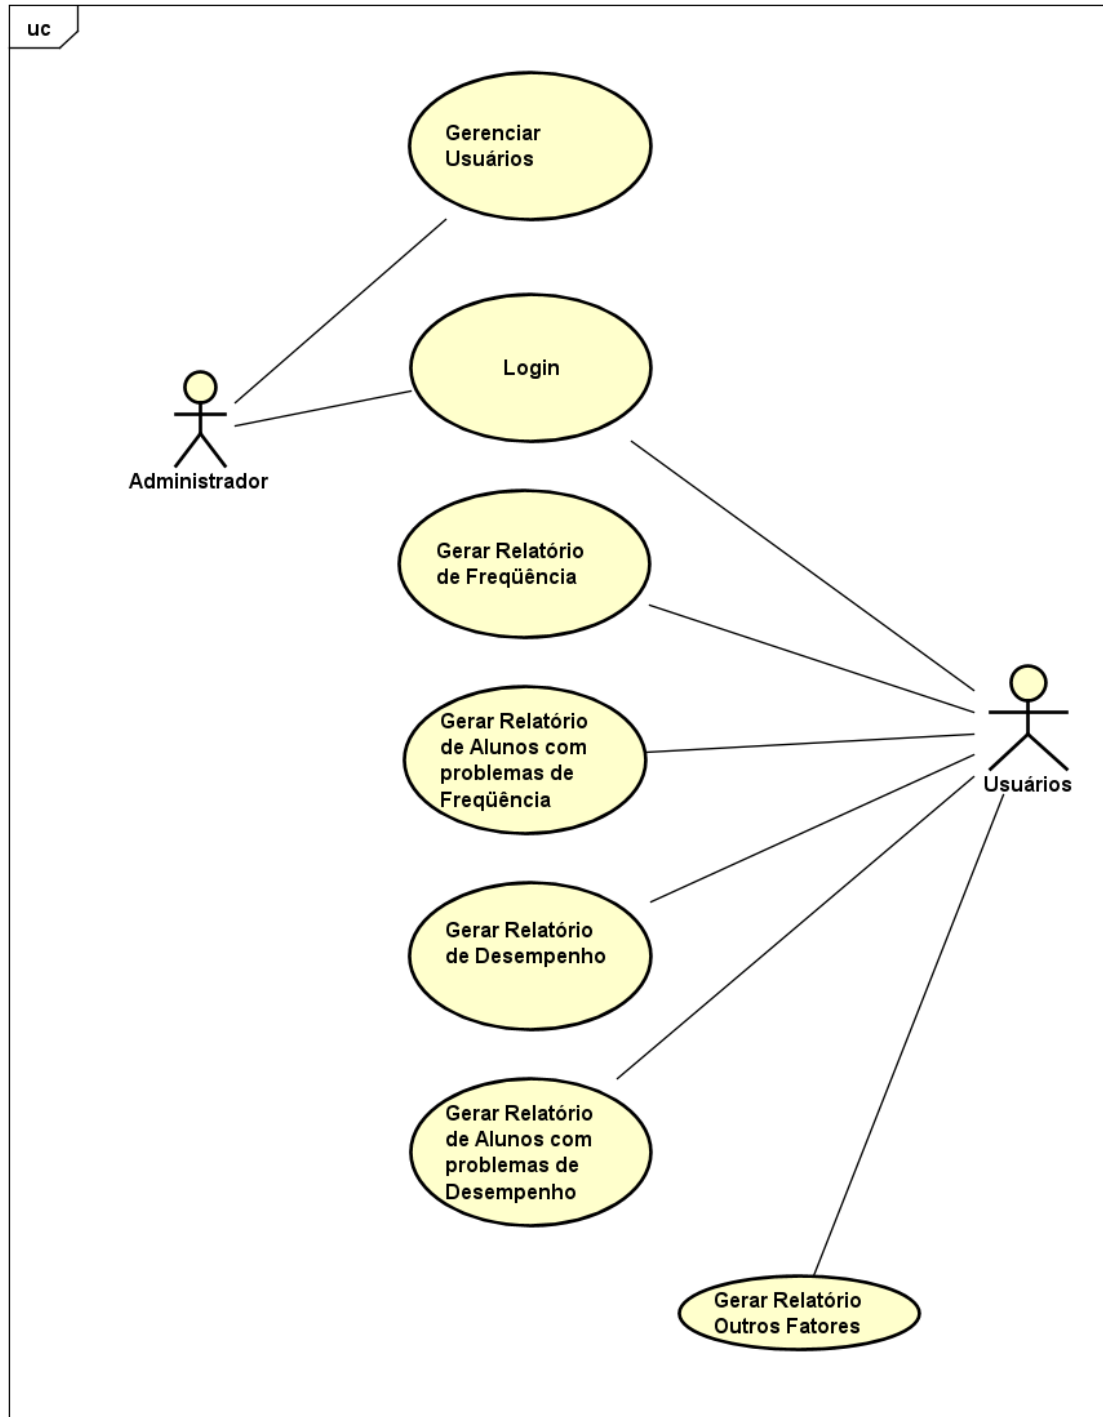 uc
Gerenciar
Usuários
Login
Administrador
Gerar Relatório
de Freqüência
Gerar Relatório
de Alunos com
problemas de
Freqüência
Usuários
Gerar Relatório
de Desempenho
Gerar Relatório
de Alunos com
problemas de
Desempenho
Gerar Relatório
Outros Fatores